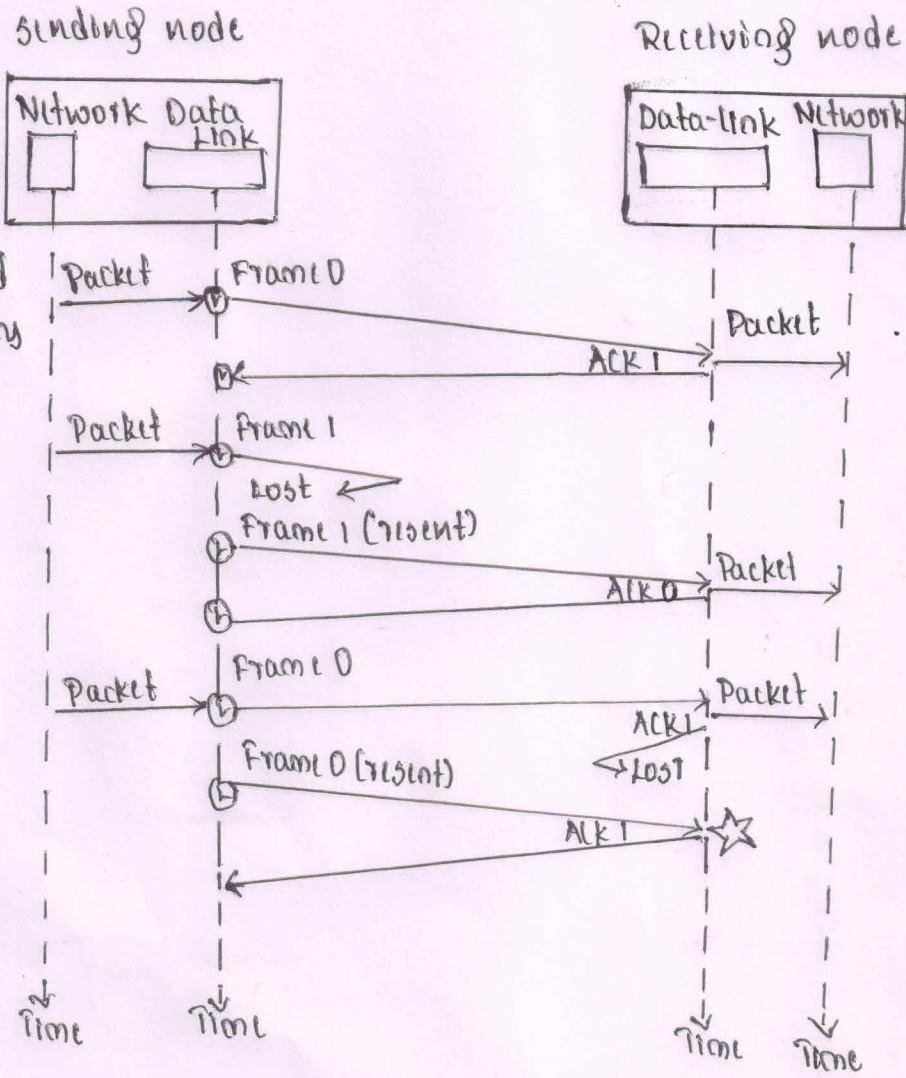 Sending node
Receiving node
Network Data Link
Data-link Network
Packet
Frame 0
Packet
ACK 1
Packet
Frame 1
Lost
Frame 1 (resent)
Packet
ACK 0
Frame 0
Packet
Packet
ACK 1
Lost
Frame 0 (resent)
ACK 1
Time
Time
Time
Time